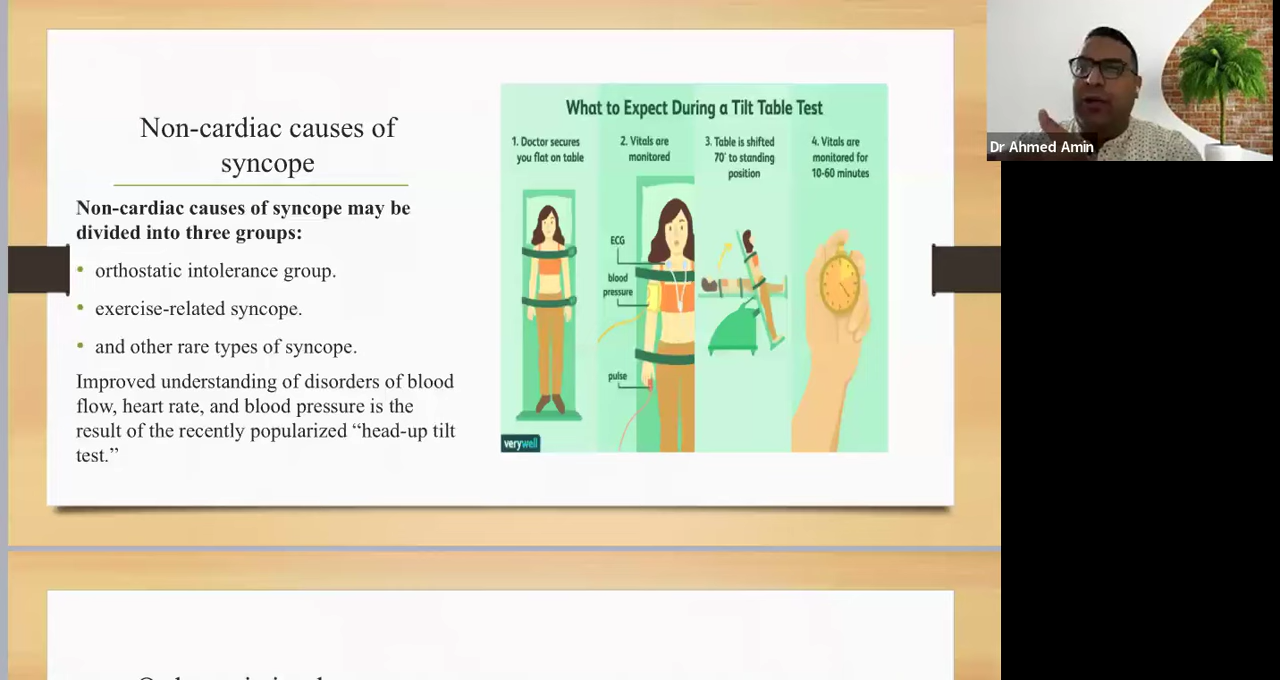 Non-cardiac causes of
syncope
Non-cardiac causes of syncope may be
divided into three groups:
• orthostatic intolerance group.
• exercise-related syncope.
• and other rare types of syncope.
Improved understanding of disorders of blood
flow, heart rate, and blood pressure is the
result of the recently popularized “head-up tilt
test.”
What to Expect During a Tilt Table Test
1. Doctor secures
you flat on table
2. Vitals are
monitored
ECG
blood
pressure
pulse
3. Table is shifted
70° to standing
position
4. Vitals are
monitored for
10-60 minutes
verywell
Dr Ahmed Amin